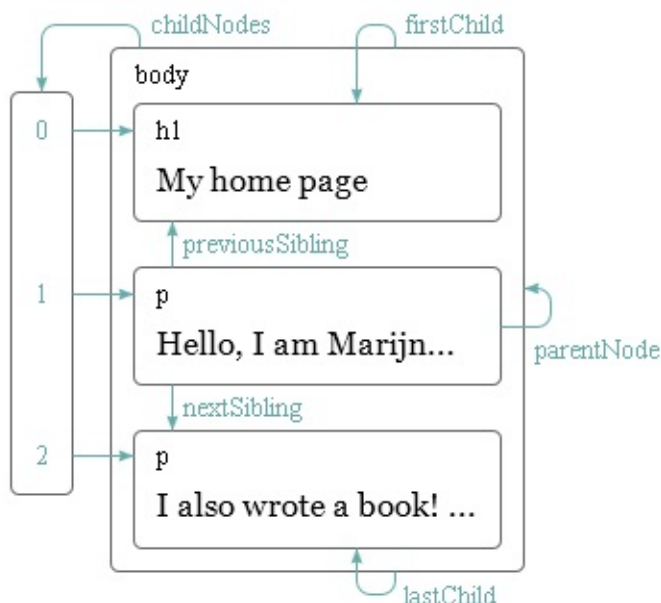 childNodes
firstChild
body
0
h1
My home page
previousSibling
1
p
Hello, I am Marijn...
parentNode
nextSibling
2
p
I also wrote a book! ...
lastChild